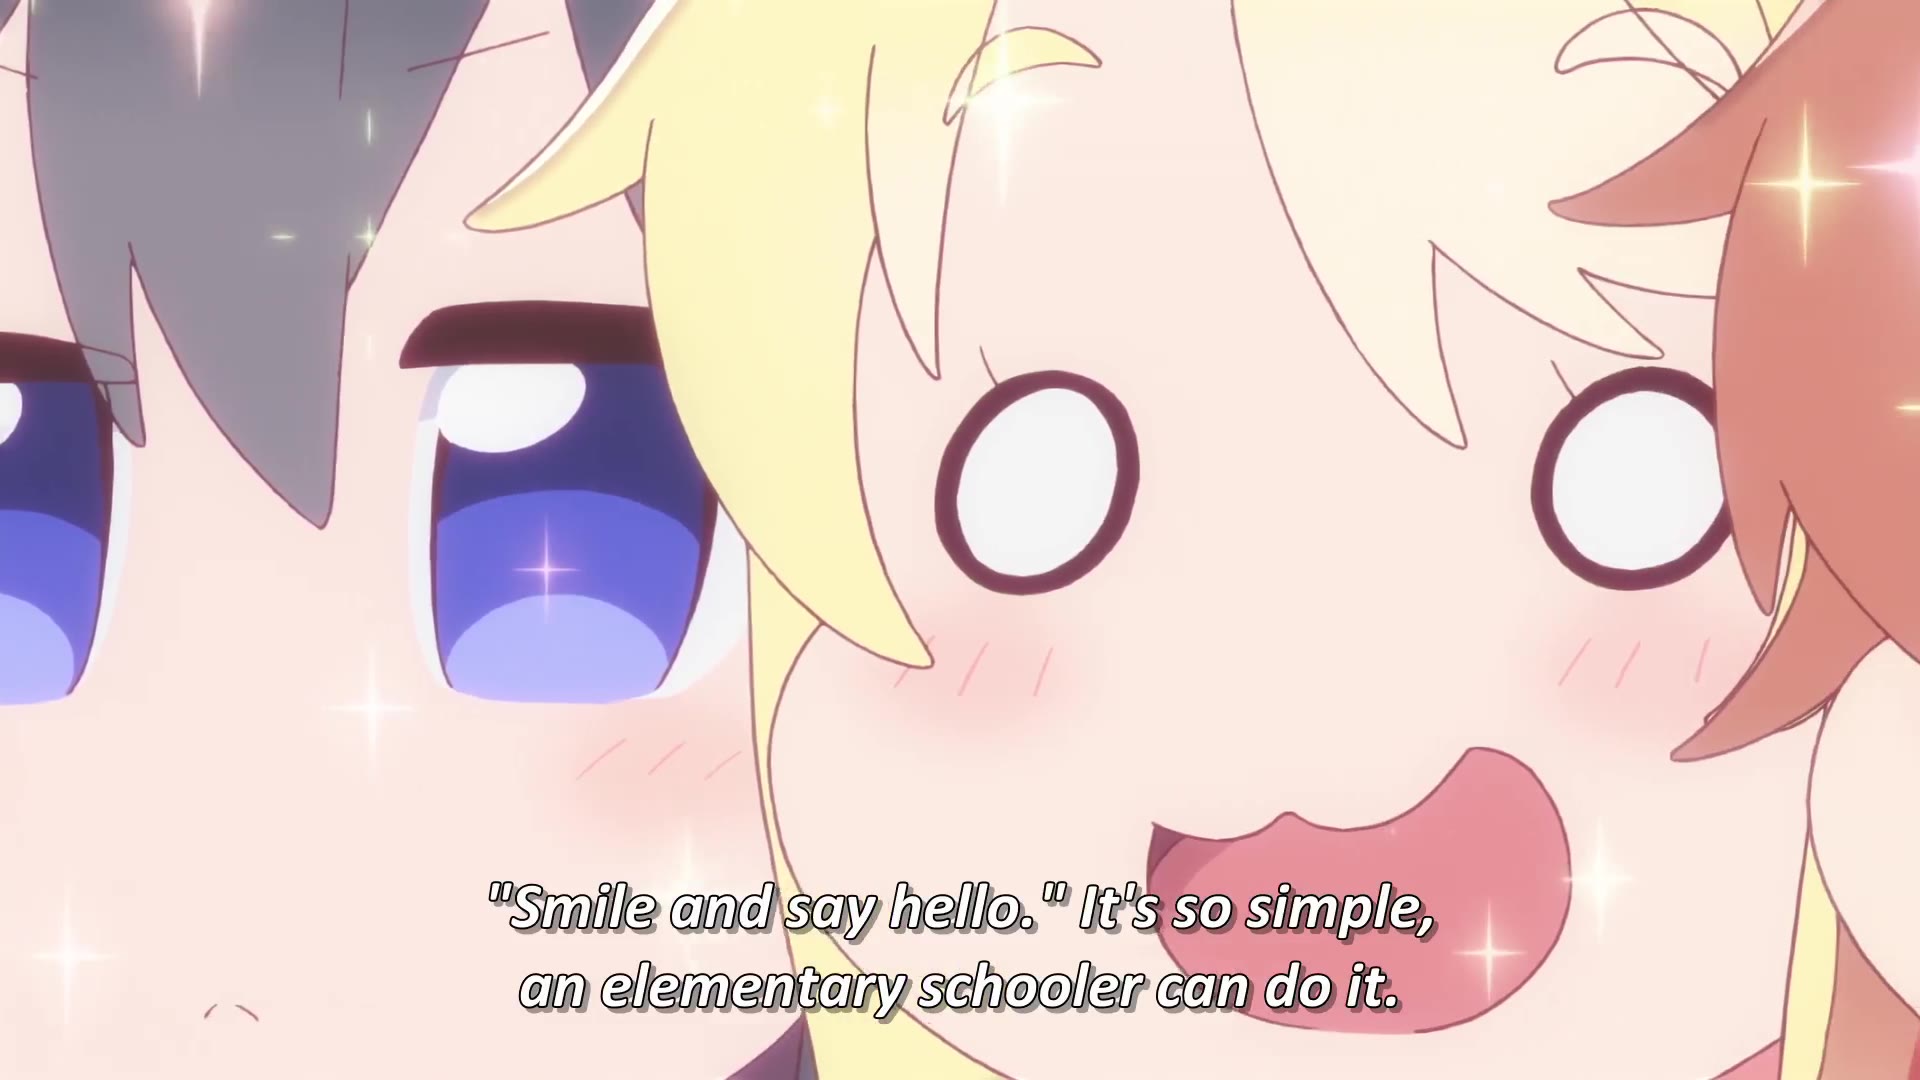 "Smile and say hello." It's so simple,
an elementary schooler can do it.